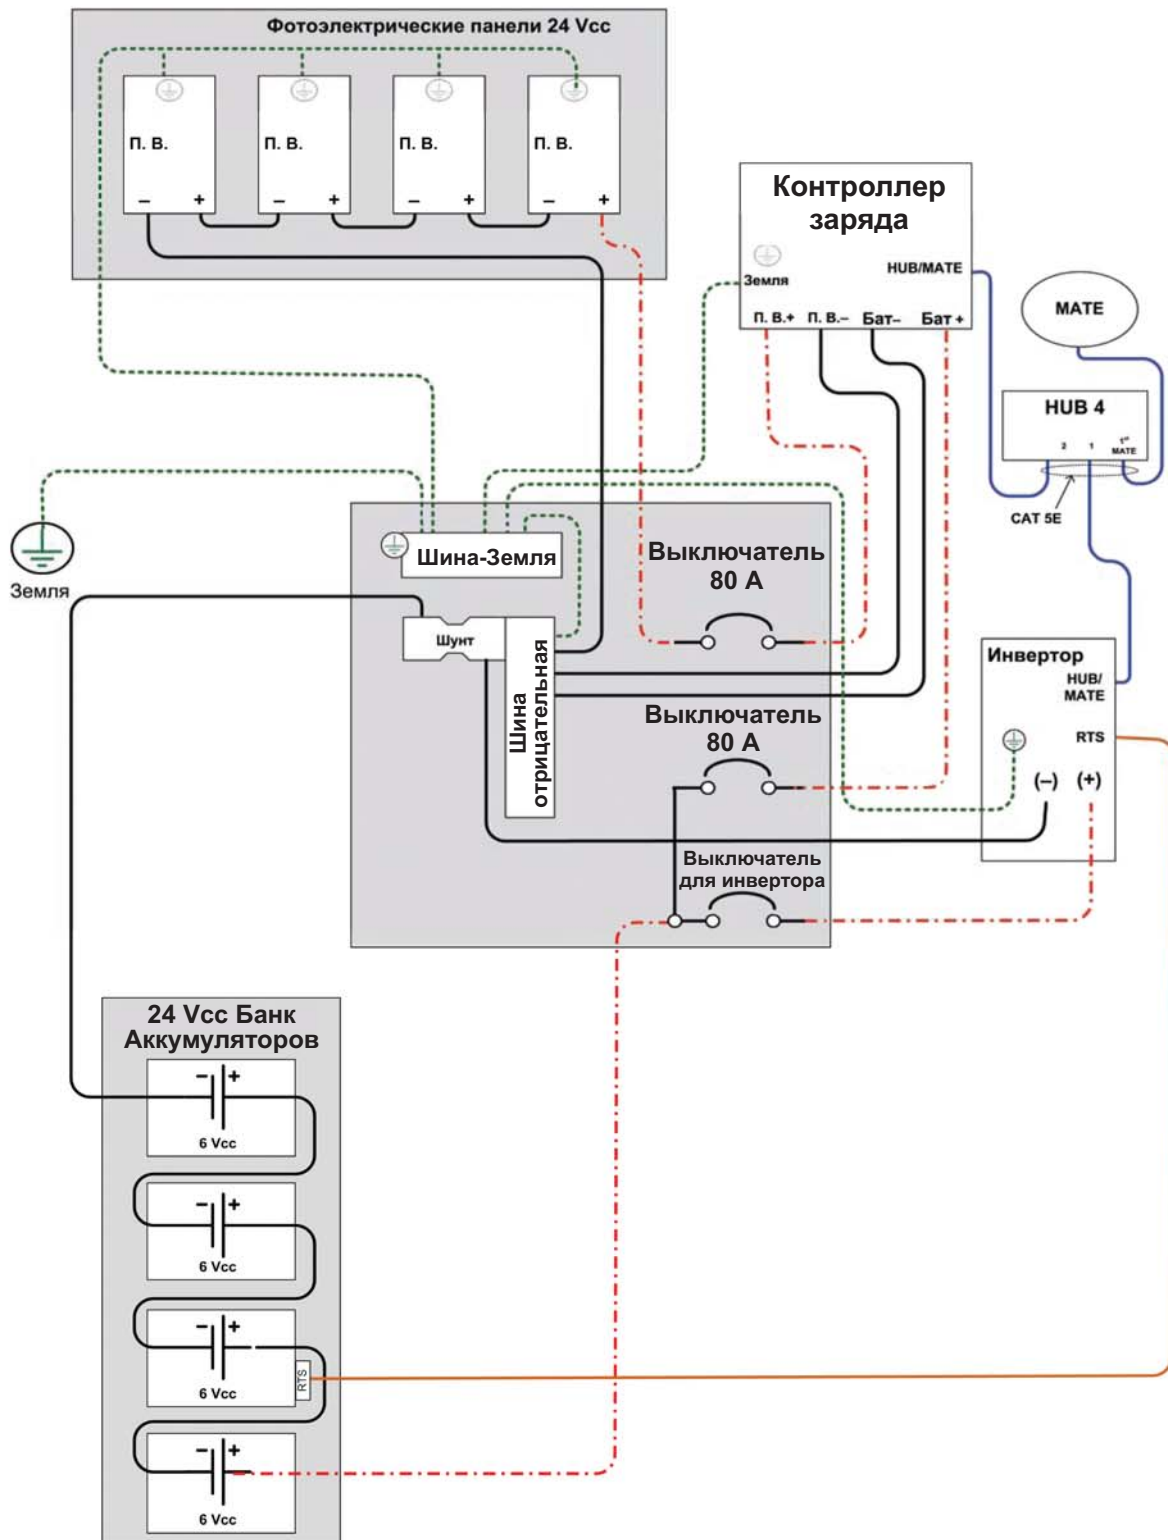 Фотоэлектрические панели 24 Vcc
П. В. П. В. П. В. П. В.
– + – + – + – +
Контроллер
заряда
HUB/MATE
Земля
П. В.+ П. В.– Бат– Бат +
MATE
HUB 4
2 1 1st
MATE
CAT 5E
Земля
Шина-Земля
Выключатель
80 А
Шунт
Шина
отрицательная
Выключатель
80 А
Выключатель
для инвертора
Инвертор
HUB/
MATE
RTS
(–) (+)
24 Vcc Банк
Аккумуляторов
– +
6 Vcc
– +
6 Vcc
– +
6 Vcc
RTS
– +
6 Vcc